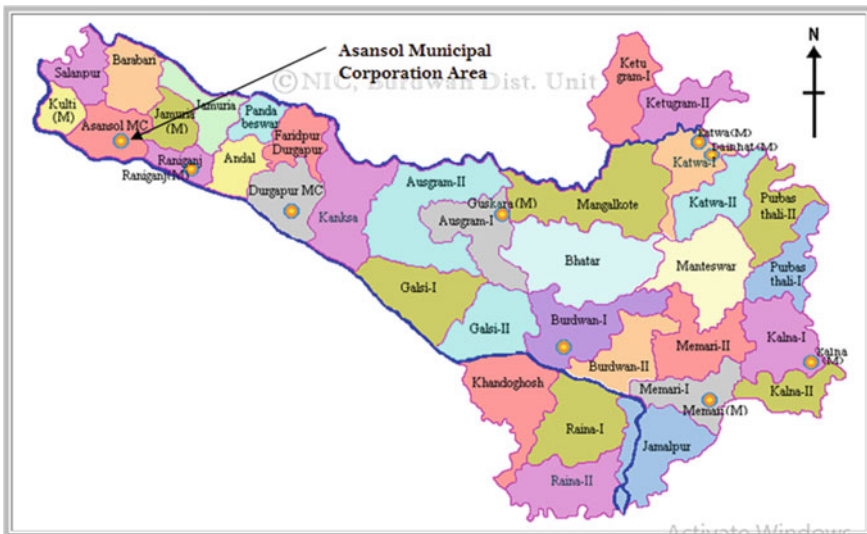 Asansol Municipal
Corporation Area
N
© NIC, Burdwan Dist. Unit
Salanpur
Barabari
Kulti
(M)
Asansol MC
Jamuria
(M)
Jamuria
Panda
beswar
Faridpur
Durgapur
Raniganj
Raniganj(M)
Andal
Durgapur MC
Kanksa
Ausgram-II
Ausgram-I
Guskara (M)
Mangalkote
Ketu
gram-I
Ketugram-II
Katwa(M)
Dainhat (M)
Katwa-I
Katwa-II
Purbas
thali-II
Purbas
thali-I
Bhatar
Manteswar
Galsi-I
Galsi-II
Burdwan-I
Burdwan-II
Memari-II
Kalna-I
Kalna
(M)
Kalna-II
Memari-I
Memari (M)
Khandoghosh
Raina-I
Raina-II
Jamalpur
Activate Windows